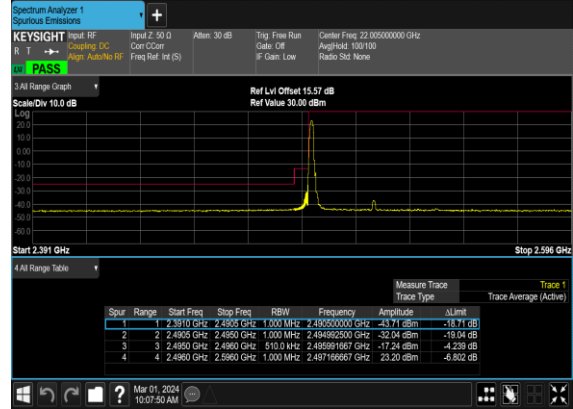 Spectrum Analyzer 1
Spurious Emissions
+
KEYSIGHT Input: RF Input Z: 50 Ω Atten: 30 dB Trig: Free Run Center Freq: 22.005000000 GHz
R T Coupling: DC Corr CCorr Gate: Off Avg|Hold: 100/100
Align: Auto/No RF Freq Ref: Int (S) IF Gain: Low Radio Std: None
PASS
3 All Range Graph
Ref Lvl Offset 15.57 dB
Scale/Div 10.0 dB Ref Value 30.00 dBm
Log
20.0
10.0
0.00
-10.0
-20.0
-30.0
-40.0
-50.0
-60.0
Start 2.391 GHz Stop 2.596 GHz
4 All Range Table
Measure Trace Trace 1
Trace Type Trace Average (Active)
Spur Range Start Freq Stop Freq RBW Frequency Amplitude ΔLimit
1 1 2.3910 GHz 2.4905 GHz 1.000 MHz 2.490500000 GHz -43.71 dBm -18.71 dB
2 2 2.4905 GHz 2.4950 GHz 1.000 MHz 2.494992500 GHz -32.04 dBm -19.04 dB
3 3 2.4950 GHz 2.4960 GHz 510.0 kHz 2.495991667 GHz -17.24 dBm -4.239 dB
4 4 2.4960 GHz 2.5960 GHz 1.000 MHz 2.497166667 GHz 23.20 dBm -6.802 dB
? Mar 01, 2024
10:07:50 AM